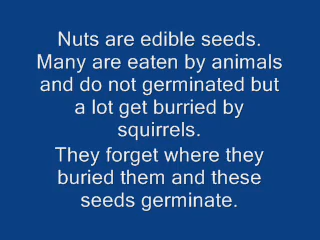 Nuts are edible seeds.
Many are eaten by animals
and do not germinated but
a lot get burried by
squirrels.
They forget where they
buried them and these
seeds germinate.